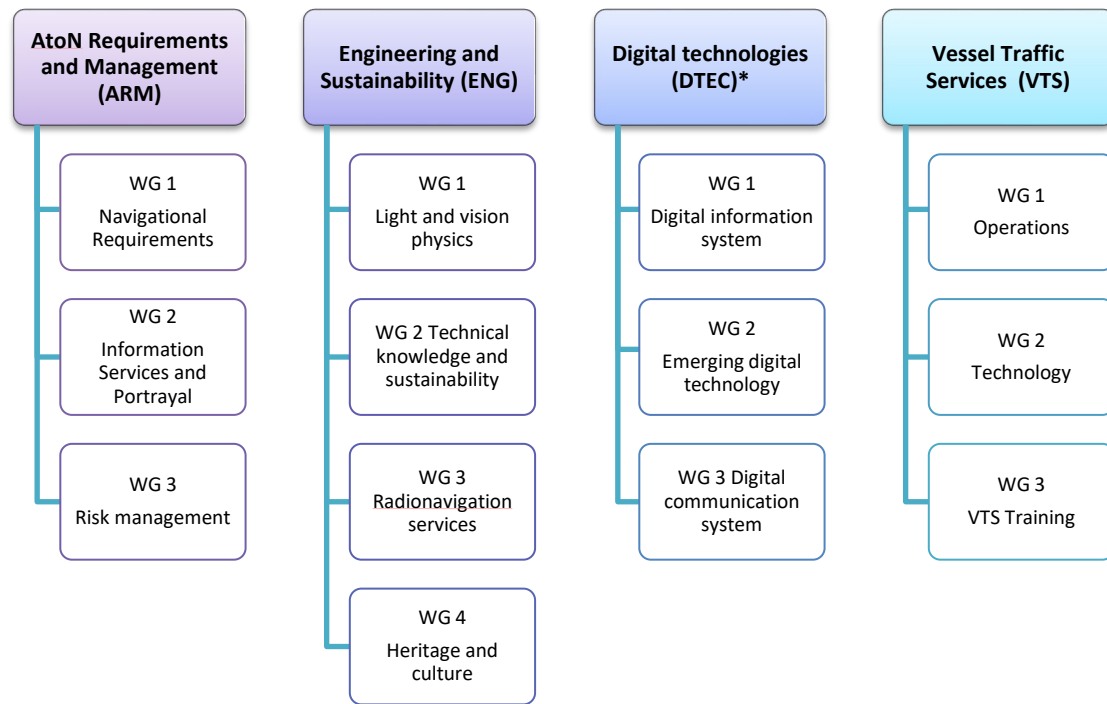 AtoN Requirements
and Management
(ARM)
WG 1
Navigational
Requirements
WG 2
Information
Services and
Portrayal
WG 3
Risk management
Engineering and
Sustainability (ENG)
WG 1
Light and vision
physics
WG 2 Technical
knowledge and
sustainability
WG 3
Radionavigation
services
WG 4
Heritage and
culture
Digital technologies
(DTEC)*
WG 1
Digital information
system
WG 2
Emerging digital
technology
WG 3 Digital
communication
system
Vessel Traffic
Services (VTS)
WG 1
Operations
WG 2
Technology
WG 3
VTS Training